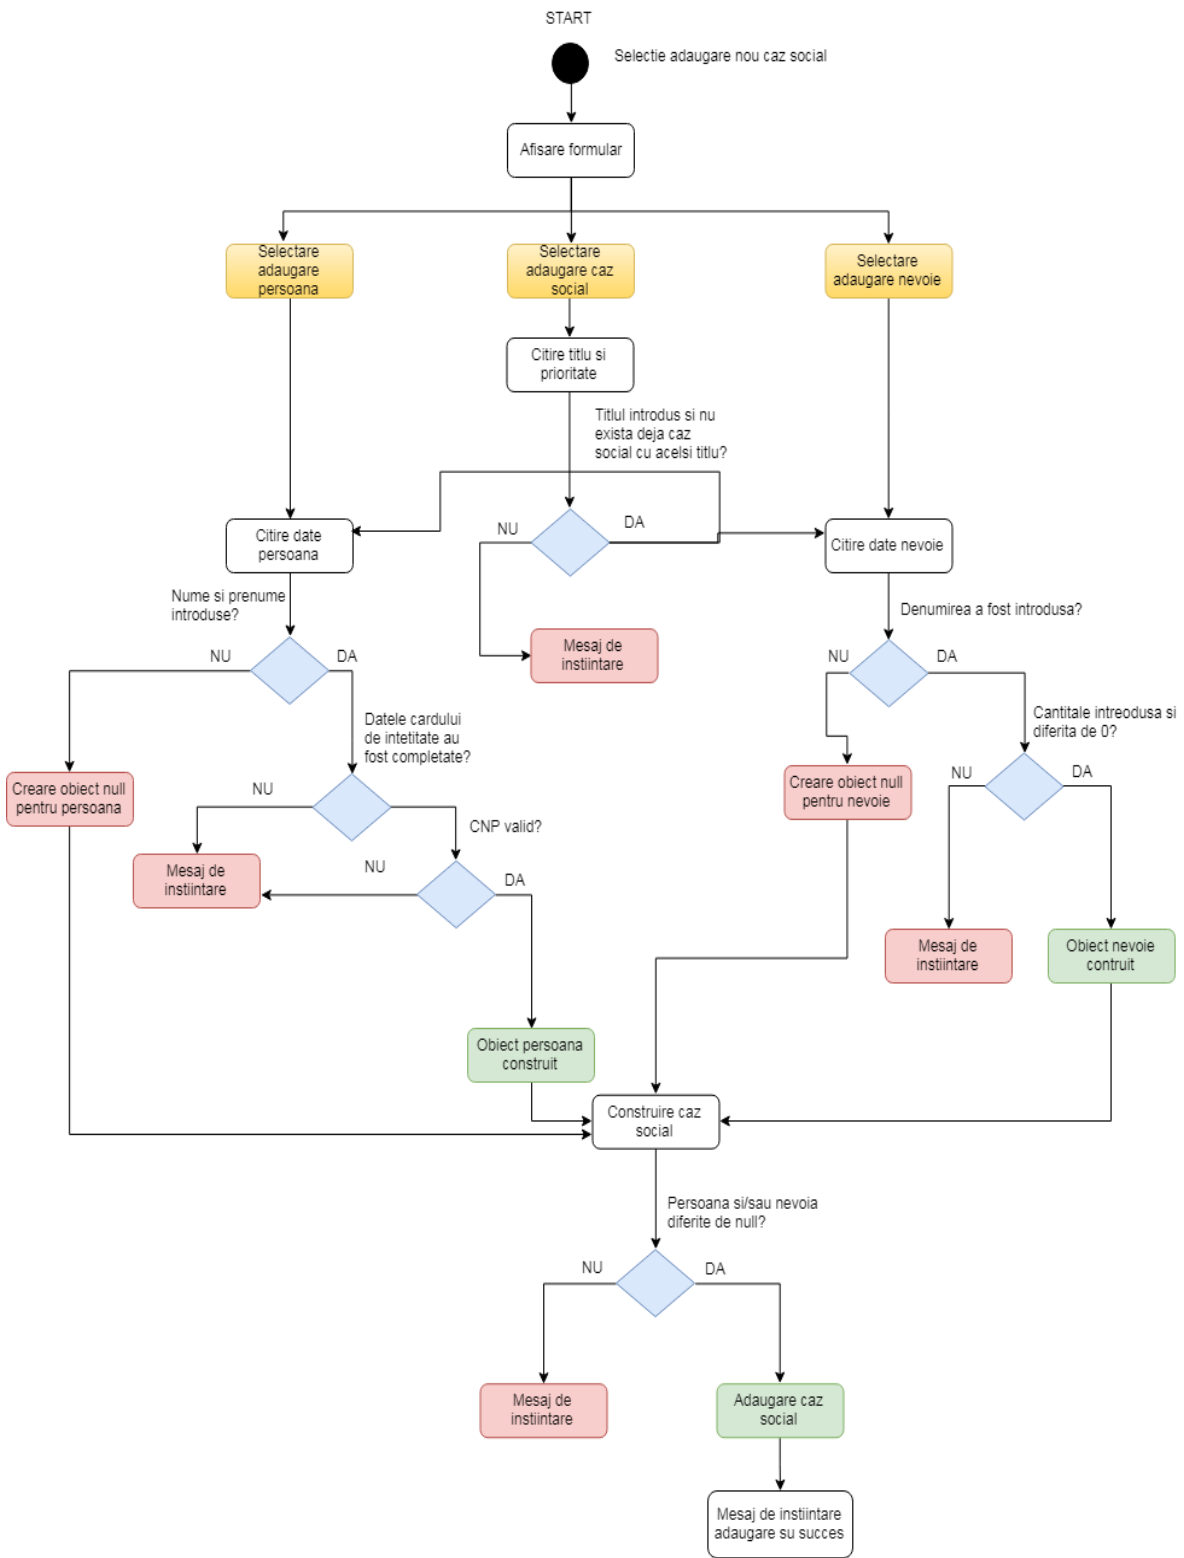 START
Selectie adaugare nou caz social
Afisare formular
Selectare
adaugare
persoana
Selectare
adaugare caz
social
Selectare
adaugare nevoie
Citire titlu si
prioritate
Titlul introdus si nu
exista deja caz
social cu acelsi titlu?
NU
DA
Citire date
persoana
Citire date nevoie
Nume si prenume
introduse?
Denumirea a fost introdusa?
Mesaj de
instiintare
NU
DA
NU
DA
Datele cardului
de intetitate au
fost completate?
Cantitale intreodusa si
diferita de 0?
Creare obiect null
pentru persoana
NU
Creare obiect null
pentru nevoie
NU
DA
CNP valid?
Mesaj de
instiintare
NU
DA
Mesaj de
instiintare
Obiect nevoie
contruit
Obiect persoana
construit
Construire caz
social
Persoana si/sau nevoia
diferite de null?
NU
DA
Mesaj de
instiintare
Adaugare caz
social
Mesaj de instiintare
adaugare su succes